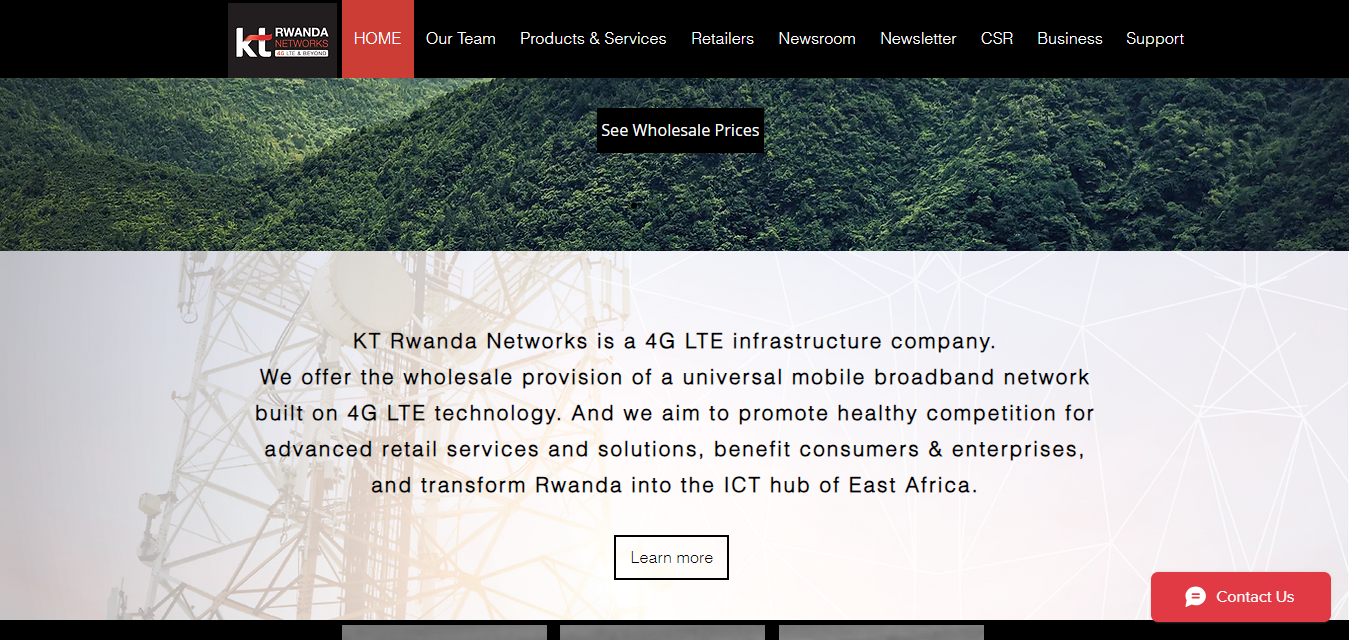 kt RWANDA
NETWORKS
4G LTE & BEYOND
HOME
Our Team
Products & Services
Retailers
Newsroom
Newsletter
CSR
Business
Support
See Wholesale Prices
KT Rwanda Networks is a 4G LTE infrastructure company.
We offer the wholesale provision of a universal mobile broadband network
built on 4G LTE technology. And we aim to promote healthy competition for
advanced retail services and solutions, benefit consumers & enterprises,
and transform Rwanda into the ICT hub of East Africa.
Learn more
Contact Us